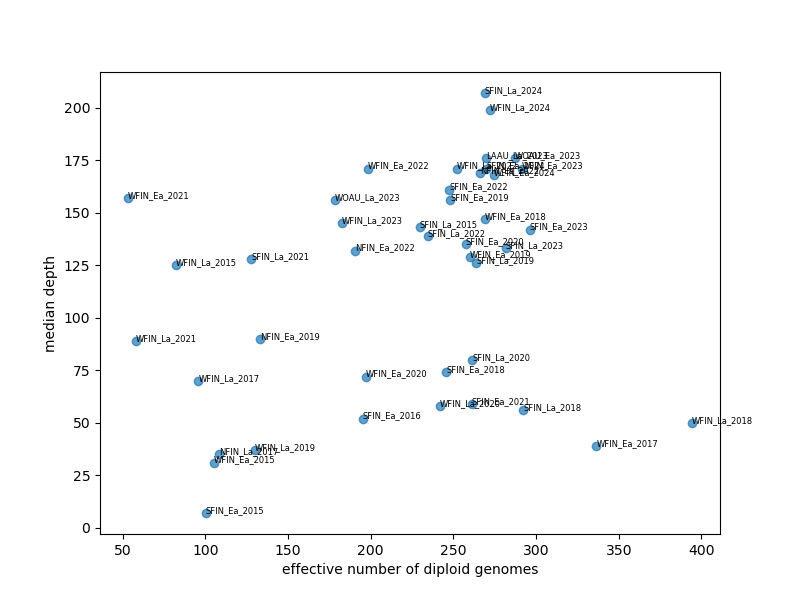 200
175
150
125
100
75
50
25
0
median depth
SFIN_La_2024
WFIN_La_2024
LAAU_La_2023
WOAU_Ea_2023
WFIN_Ea_2022
WFIN_Ea_2024
SFIN_Ea_2022
WFIN_Ea_2021
WOAU_La_2023
SFIN_Ea_2019
WFIN_La_2023
SFIN_La_2015
WFIN_Ea_2018
SFIN_La_2022
SFIN_Ea_2023
NFIN_Ea_2022
SFIN_Ea_2020
SFIN_La_2023
WFIN_La_2015
SFIN_La_2021
WFIN_Ea_2019
SFIN_La_2019
WFIN_La_2021
NFIN_Ea_2019
SFIN_La_2020
WFIN_La_2017
WFIN_Ea_2020
SFIN_Ea_2018
SFIN_Ea_2016
WFIN_La_2020
SFIN_Ea_2021
SFIN_La_2018
WFIN_La_2018
WFIN_Ea_2017
NFIN_La_2017
WFIN_La_2019
WFIN_Ea_2015
SFIN_Ea_2015
50
100
150
200
250
300
350
400
effective number of diploid genomes